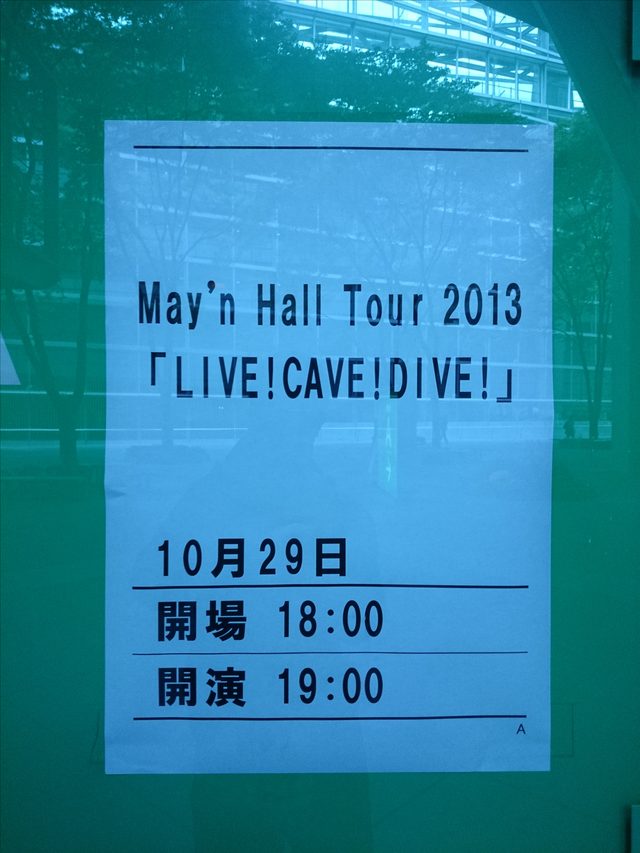 May'n Hall Tour 2013
「LIVE!CAVE!DIVE!」
10月29日
開場 18:00
開演 19:00
A